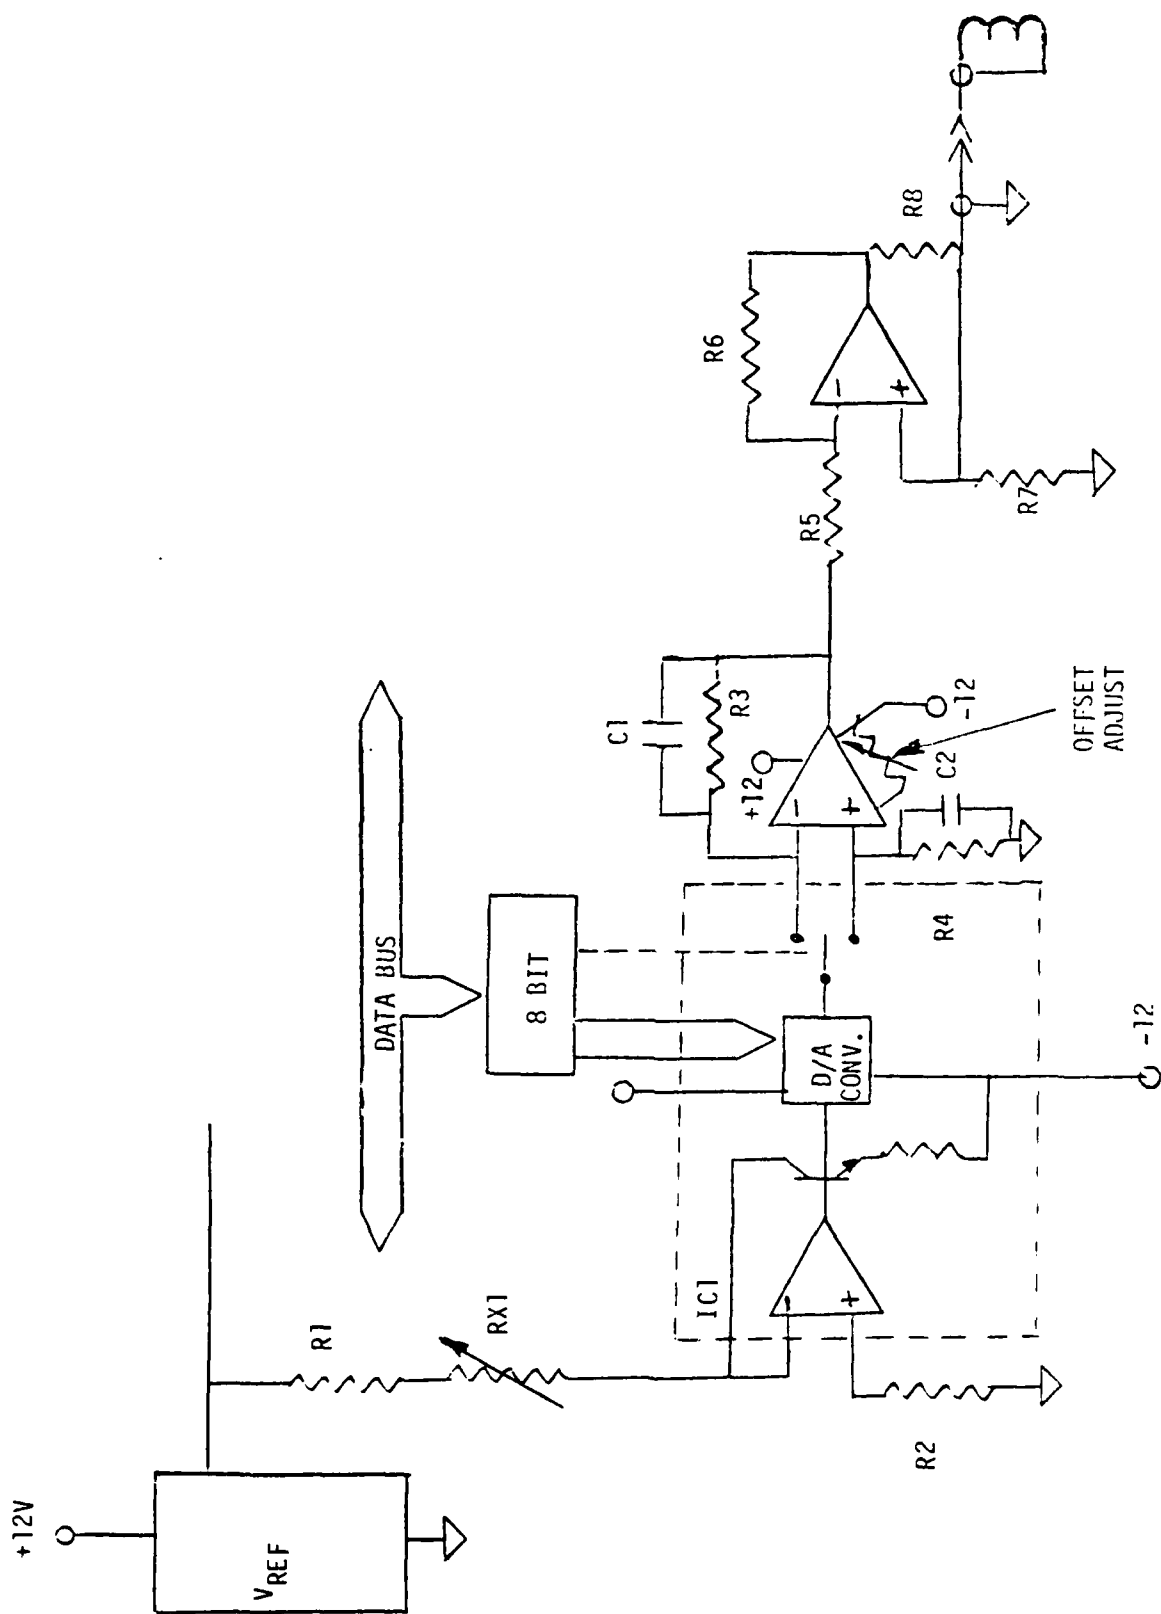 +12V
V REF
R1
RX1
R2
DATA BUS
8 BIT
IC1
D/A
CONV.
-12
R4
C1
R3
+12
-
+
-12
C2
OFFSET
ADJUST
R5
R6
-
+
R7
R8
-
+